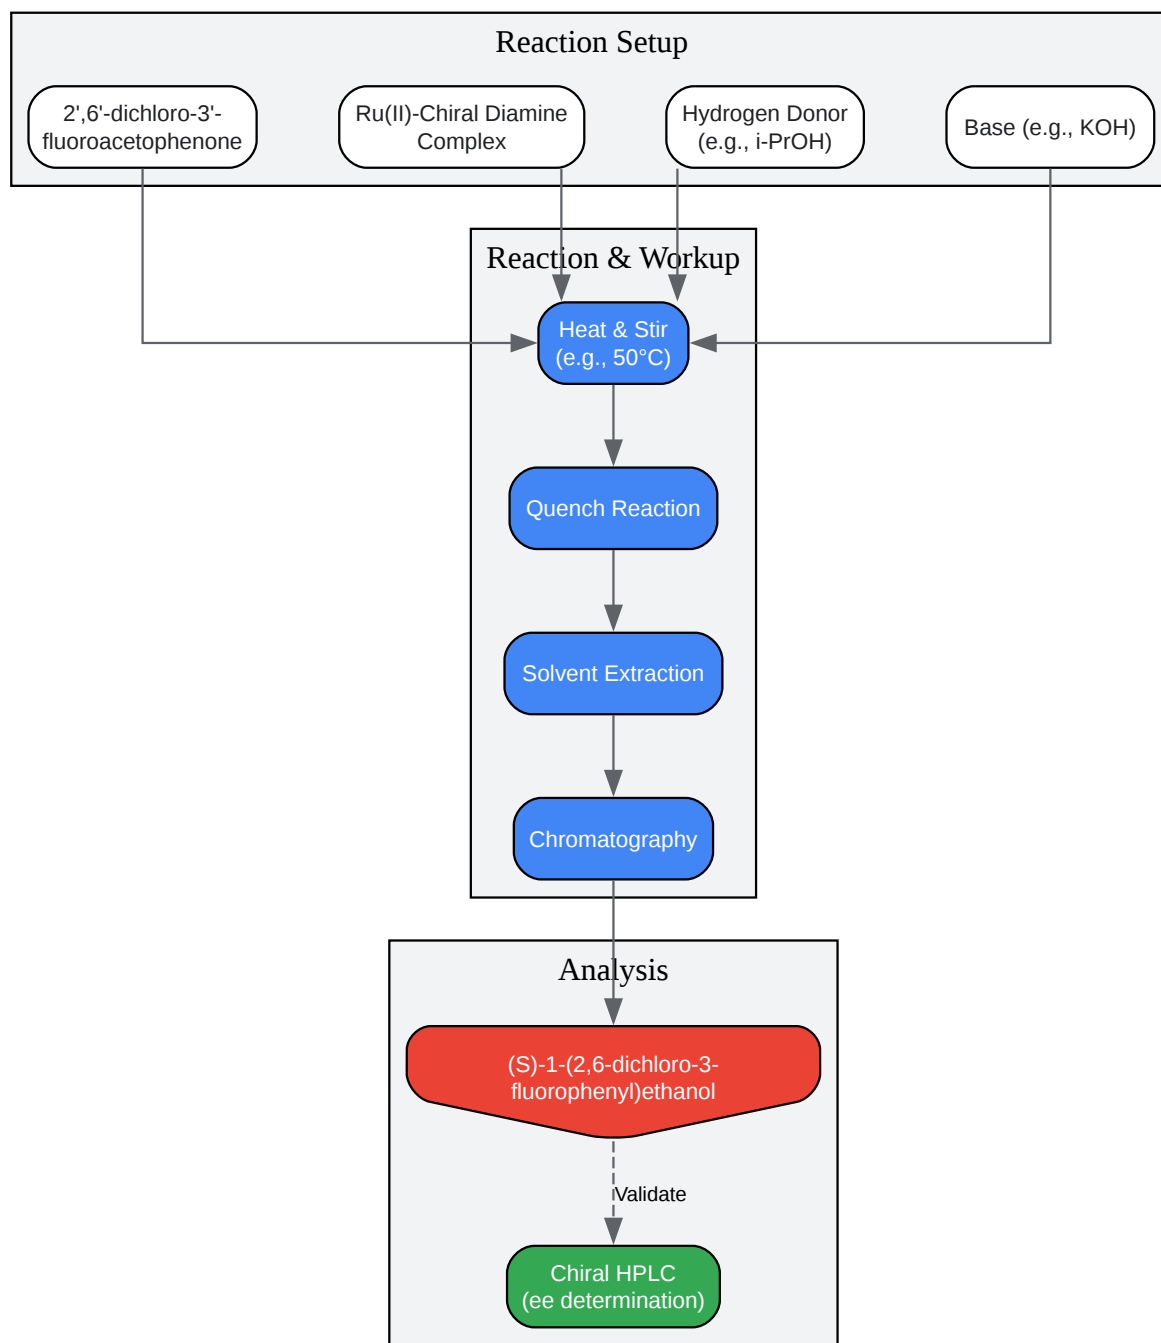 Reaction Setup
2',6'-dichloro-3'-
fluoroacetophenone
Ru(II)-Chiral Diamine
Complex
Hydrogen Donor
(e.g., i-PrOH)
Base (e.g., KOH)
Reaction & Workup
Heat & Stir
(e.g., 50°C)
Quench Reaction
Solvent Extraction
Chromatography
Analysis
(S)-1-(2,6-dichloro-3-
fluorophenyl)ethanol
Validate
Chiral HPLC
(ee determination)